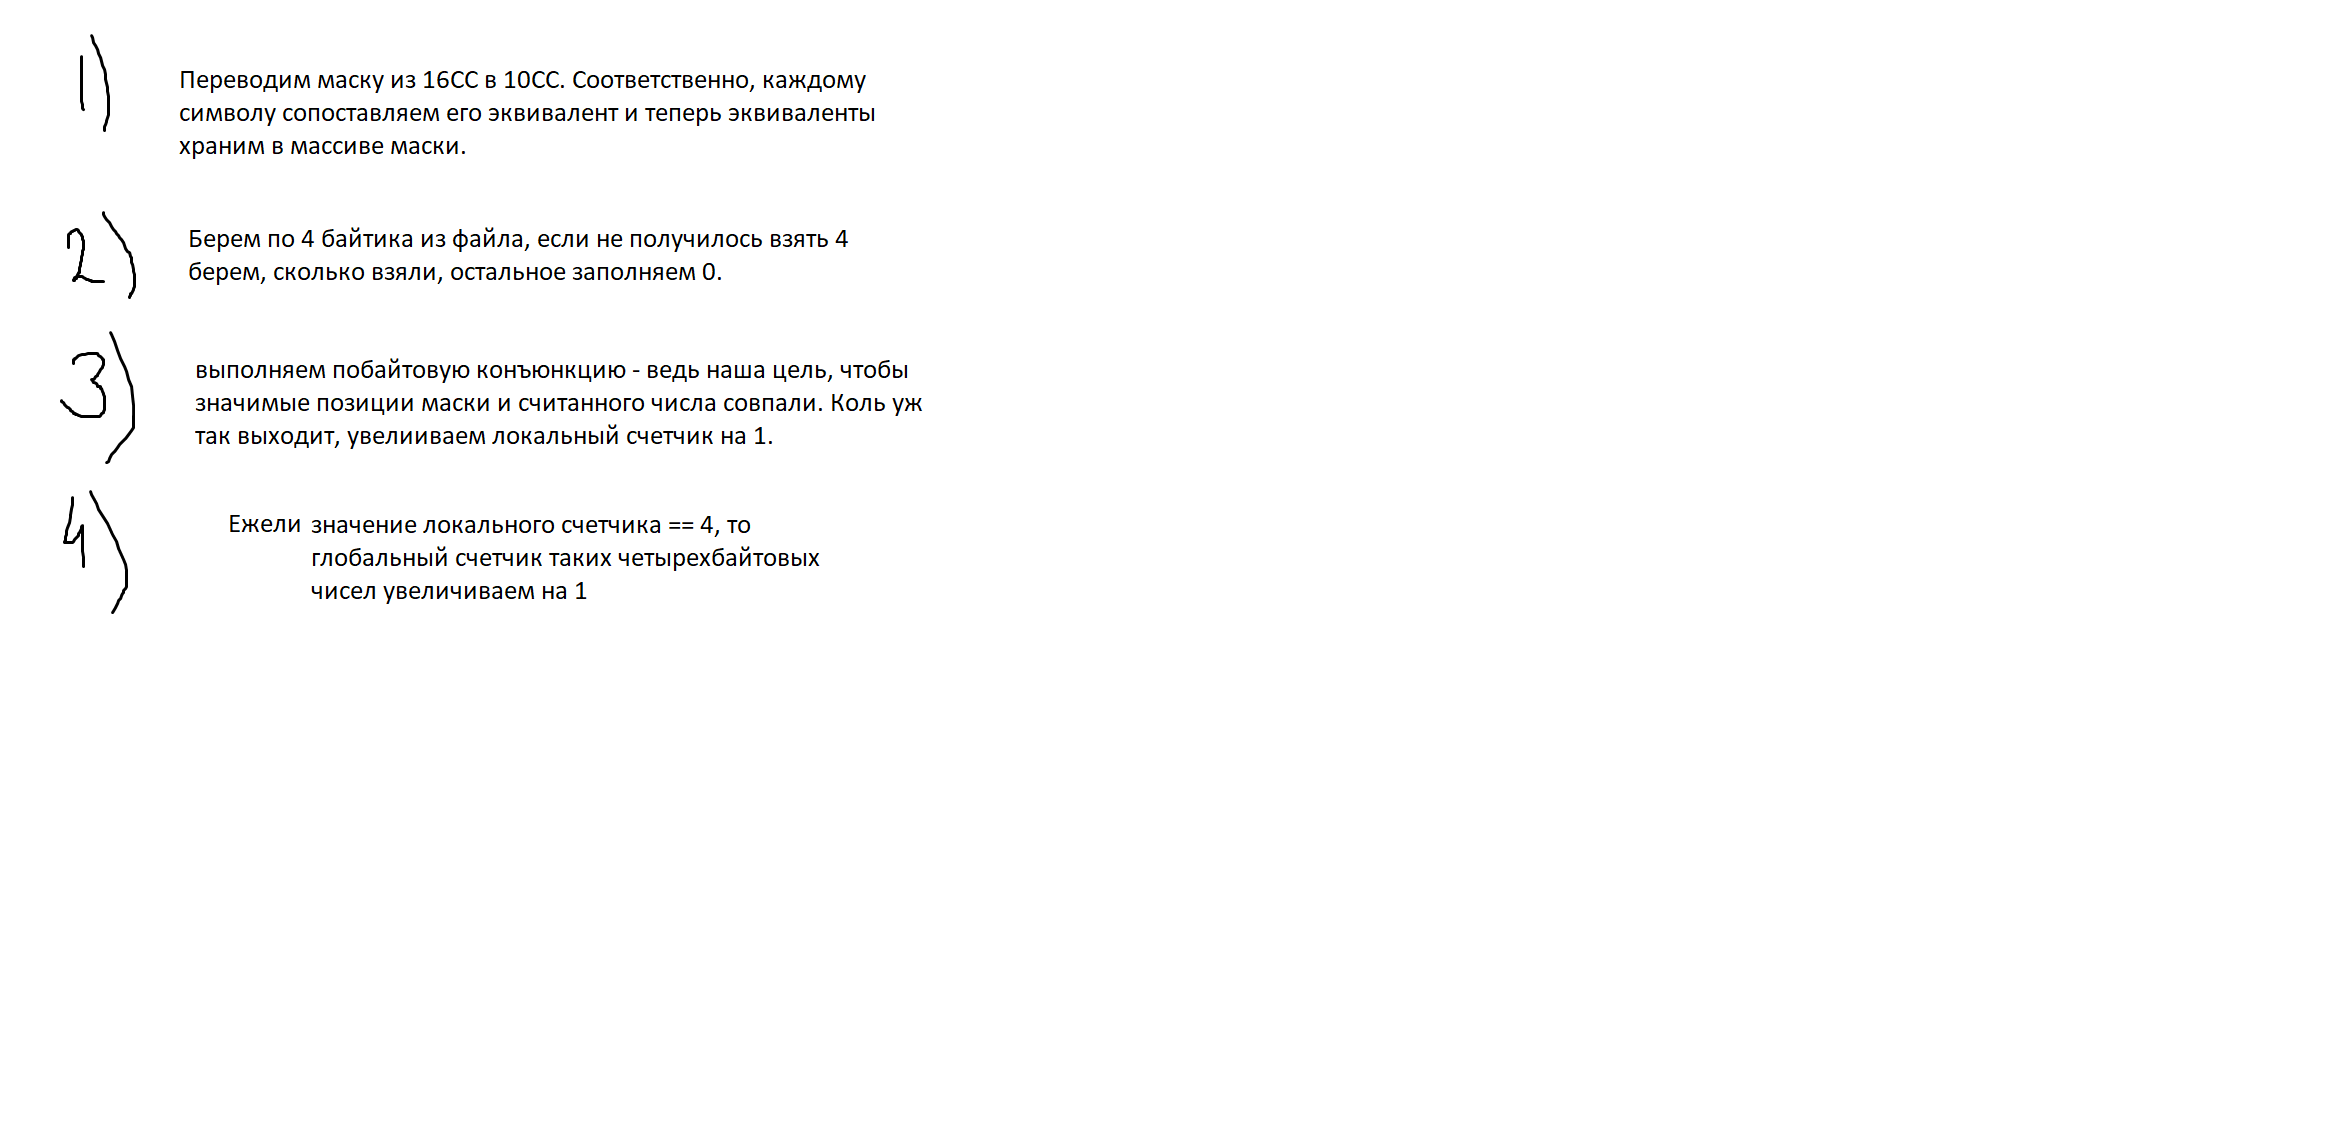 1)
Переводим маску из 16СС в 10СС. Соответственно, каждому
символу сопоставляем его эквивалент и теперь эквиваленты
храним в массиве маски.
2)
Берем по 4 байтика из файла, если не получилось взять 4
берем, сколько взяли, остальное заполняем 0.
3)
выполняем побайтовую конъюнкцию - ведь наша цель, чтобы
значимые позиции маски и считанного числа совпали. Коль уж
так выходит, увелииваем локальный счетчик на 1.
4)
Ежели значение локального счетчика == 4, то
глобальный счетчик таких четырехбайтовых
чисел увеличиваем на 1